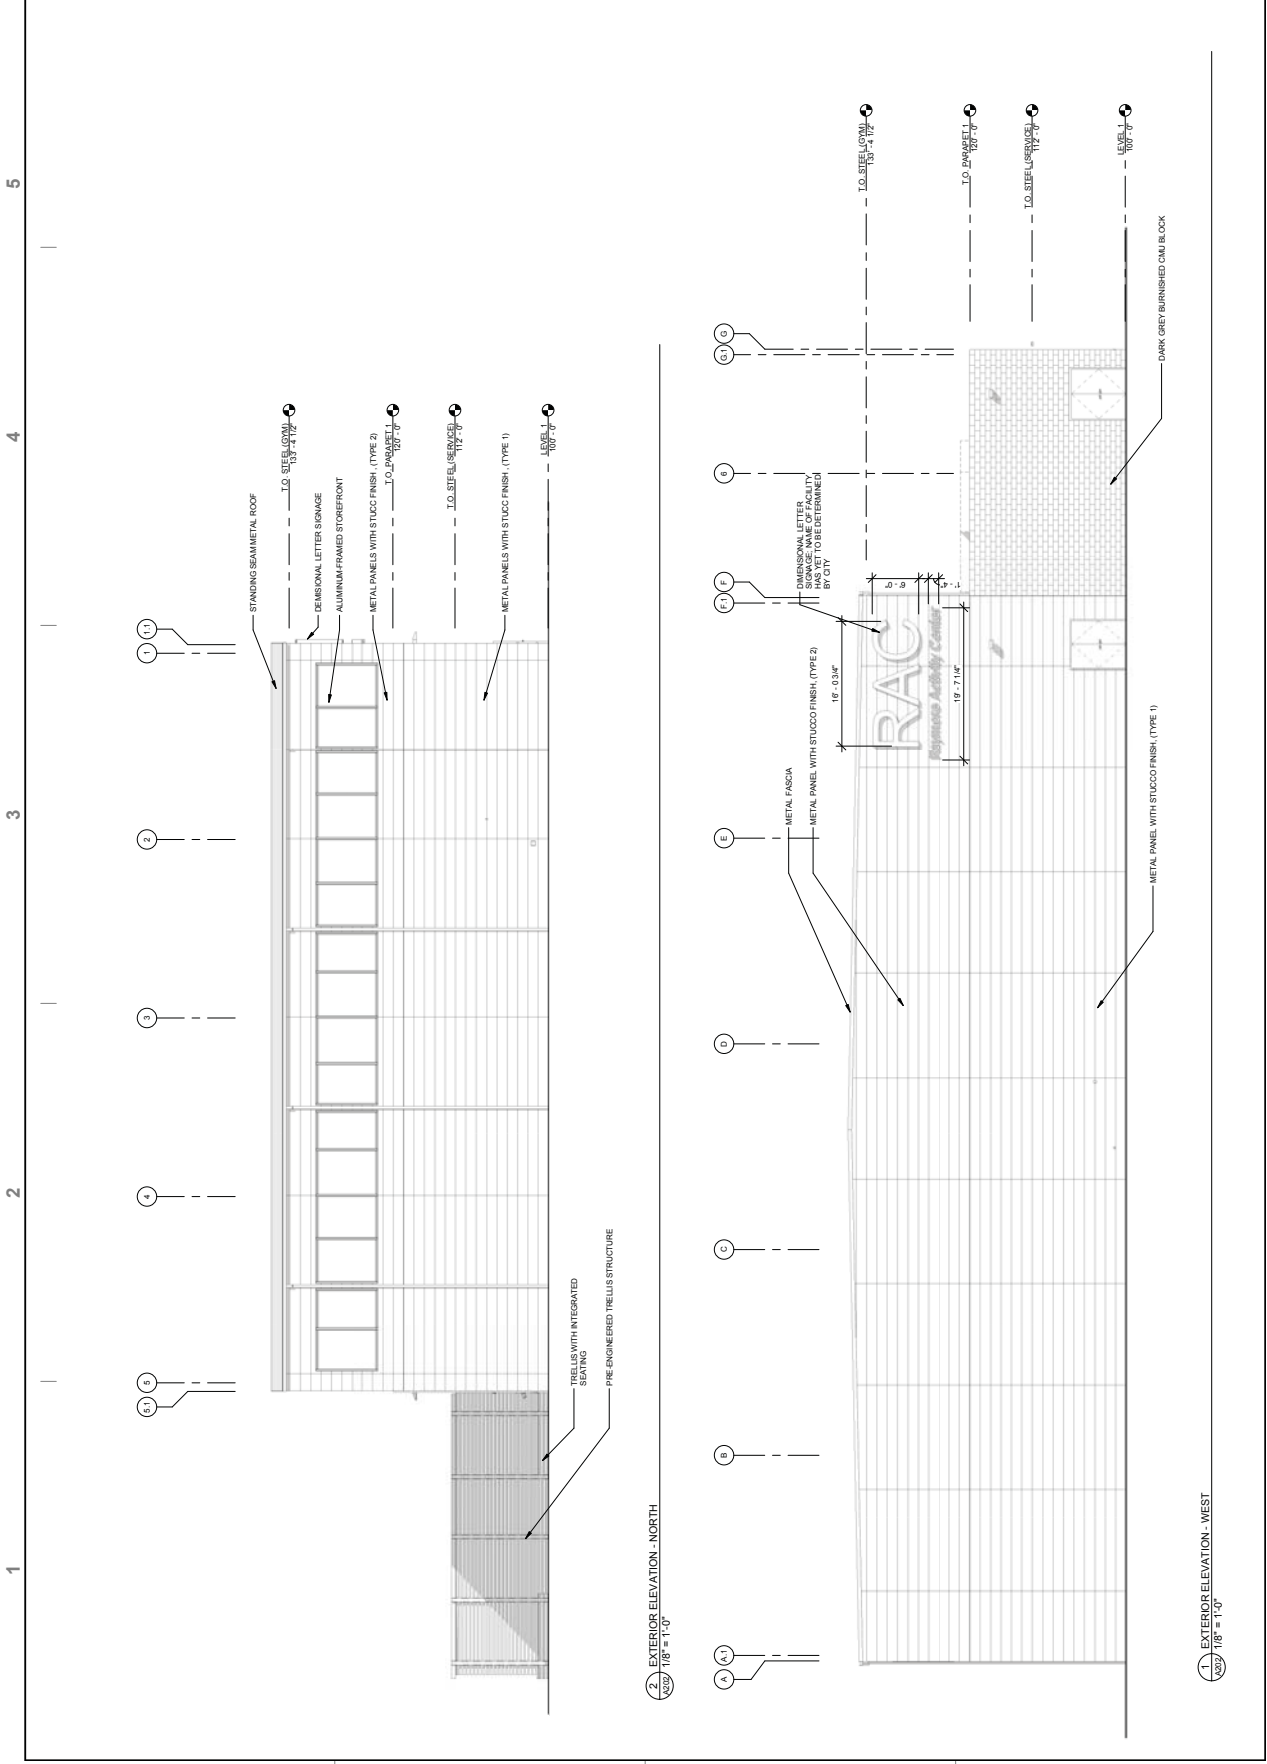 5
4
3
2
1
1.1
1
2
3
4
5
5.1
STANDING SEAM METAL ROOF
T.O. STEEL (GYM)
133' - 4 1/2"
DEMISIONAL LETTER SIGNAGE
ALUMINUM-FRAMED STOREFRONT
METAL PANELS WITH STUCC FINISH , (TYPE 2)
T.O. PARAPET 1
120' - 0"
T.O. STEEL (SERVICE)
112' - 0"
METAL PANELS WITH STUCC FINISH , (TYPE 1)
LEVEL 1
100' - 0"
TRELLIS WITH INTEGRATED
SEATING
PRE-ENGINEERED TRELLIS STRUCTURE
2
A202
EXTERIOR ELEVATION - NORTH
1/8" = 1'-0"
G
G.1
6
F
F.1
E
D
C
B
A.1
A
METAL FASCIA
METAL PANEL WITH STUCCO FINISH, (TYPE 2)
DIMENSIONAL LETTER
SIGNAGE; NAME OF FACILITY
HAS YET TO BE DETERMINED
BY CITY
16' - 0 3/4"
6' - 0"
1' - 4"
19' - 7 1/4"
RAC
Raymore Activity Center
T.O. STEEL (GYM)
133' - 4 1/2"
T.O. PARAPET 1
120' - 0"
T.O. STEEL (SERVICE)
112' - 0"
LEVEL 1
100' - 0"
DARK GREY BURNISHED CMU BLOCK
METAL PANEL WITH STUCCO FINISH, (TYPE 1)
1
A202
EXTERIOR ELEVATION - WEST
1/8" = 1'-0"